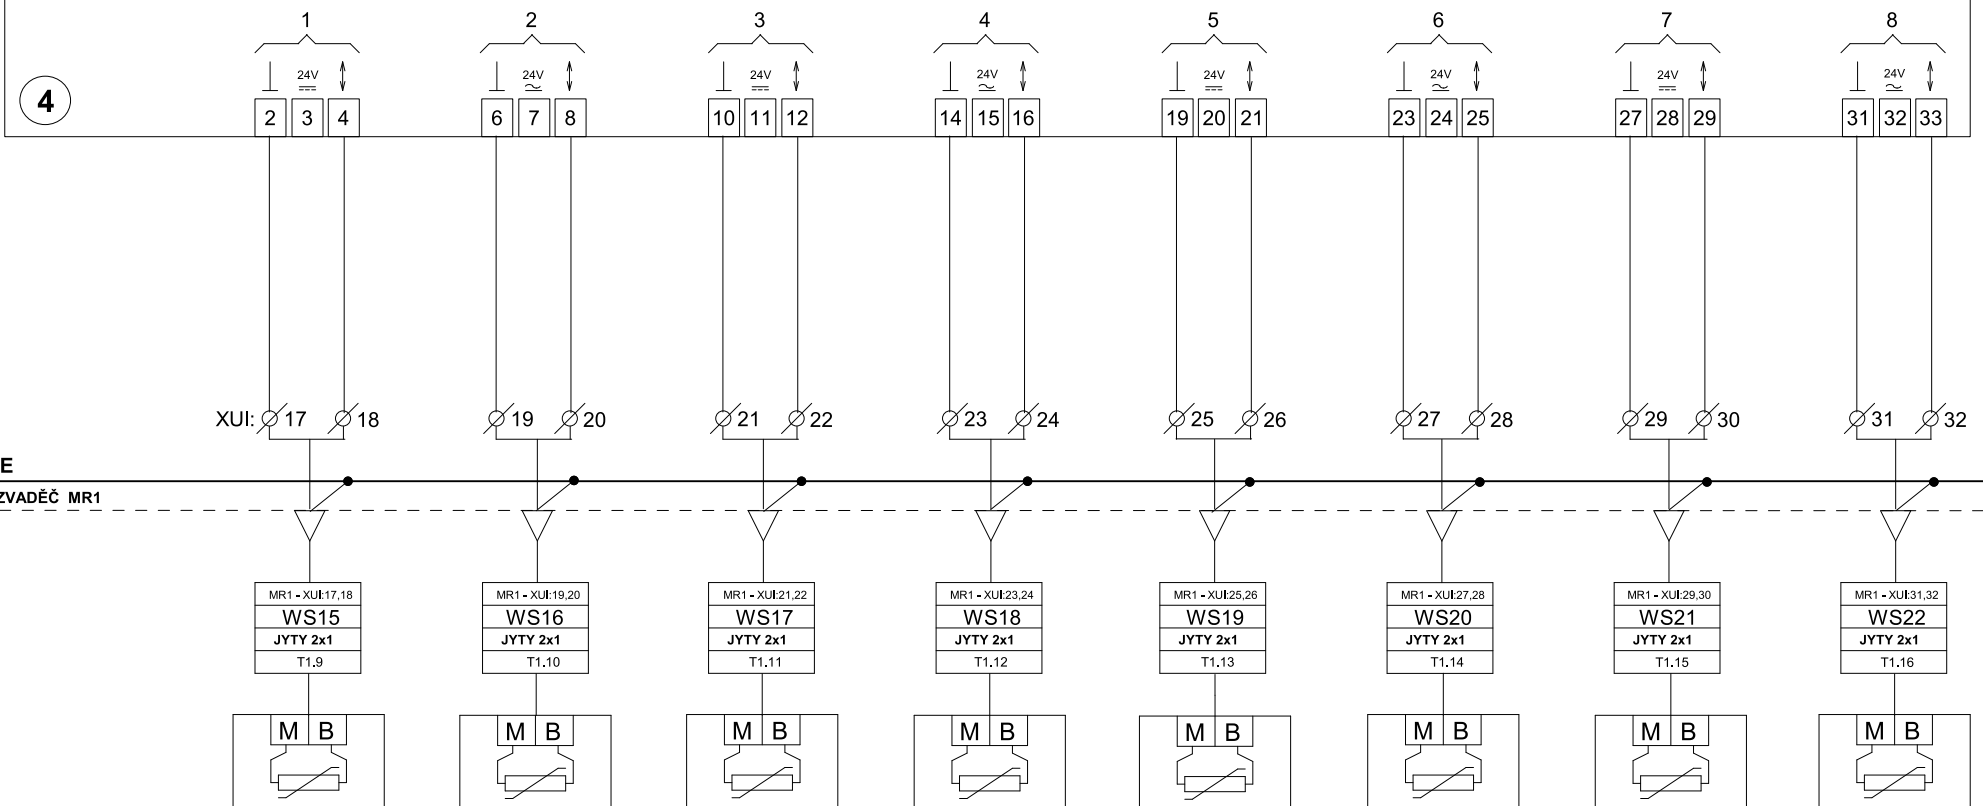 1 2 3 4 5 6 7 8
24V 24V 24V 24V 24V 24V 24V 24V
4
2 3 4 6 7 8 10 11 12 14 15 16 19 20 21 23 24 25 27 28 29 31 32 33
XUI: 17 18 19 20 21 22 23 24 25 26 27 28 29 30 31 32
E
ZVADĚČ MR1
MR1 - XUI:17,18 MR1 - XUI:19,20 MR1 - XUI:21,22 MR1 - XUI:23,24 MR1 - XUI:25,26 MR1 - XUI:27,28 MR1 - XUI:29,30 MR1 - XUI:31,32
WS15 WS16 WS17 WS18 WS19 WS20 WS21 WS22
JYTY 2x1 JYTY 2x1 JYTY 2x1 JYTY 2x1 JYTY 2x1 JYTY 2x1 JYTY 2x1 JYTY 2x1
T1.9 T1.10 T1.11 T1.12 T1.13 T1.14 T1.15 T1.16
M B M B M B M B M B M B M B M B